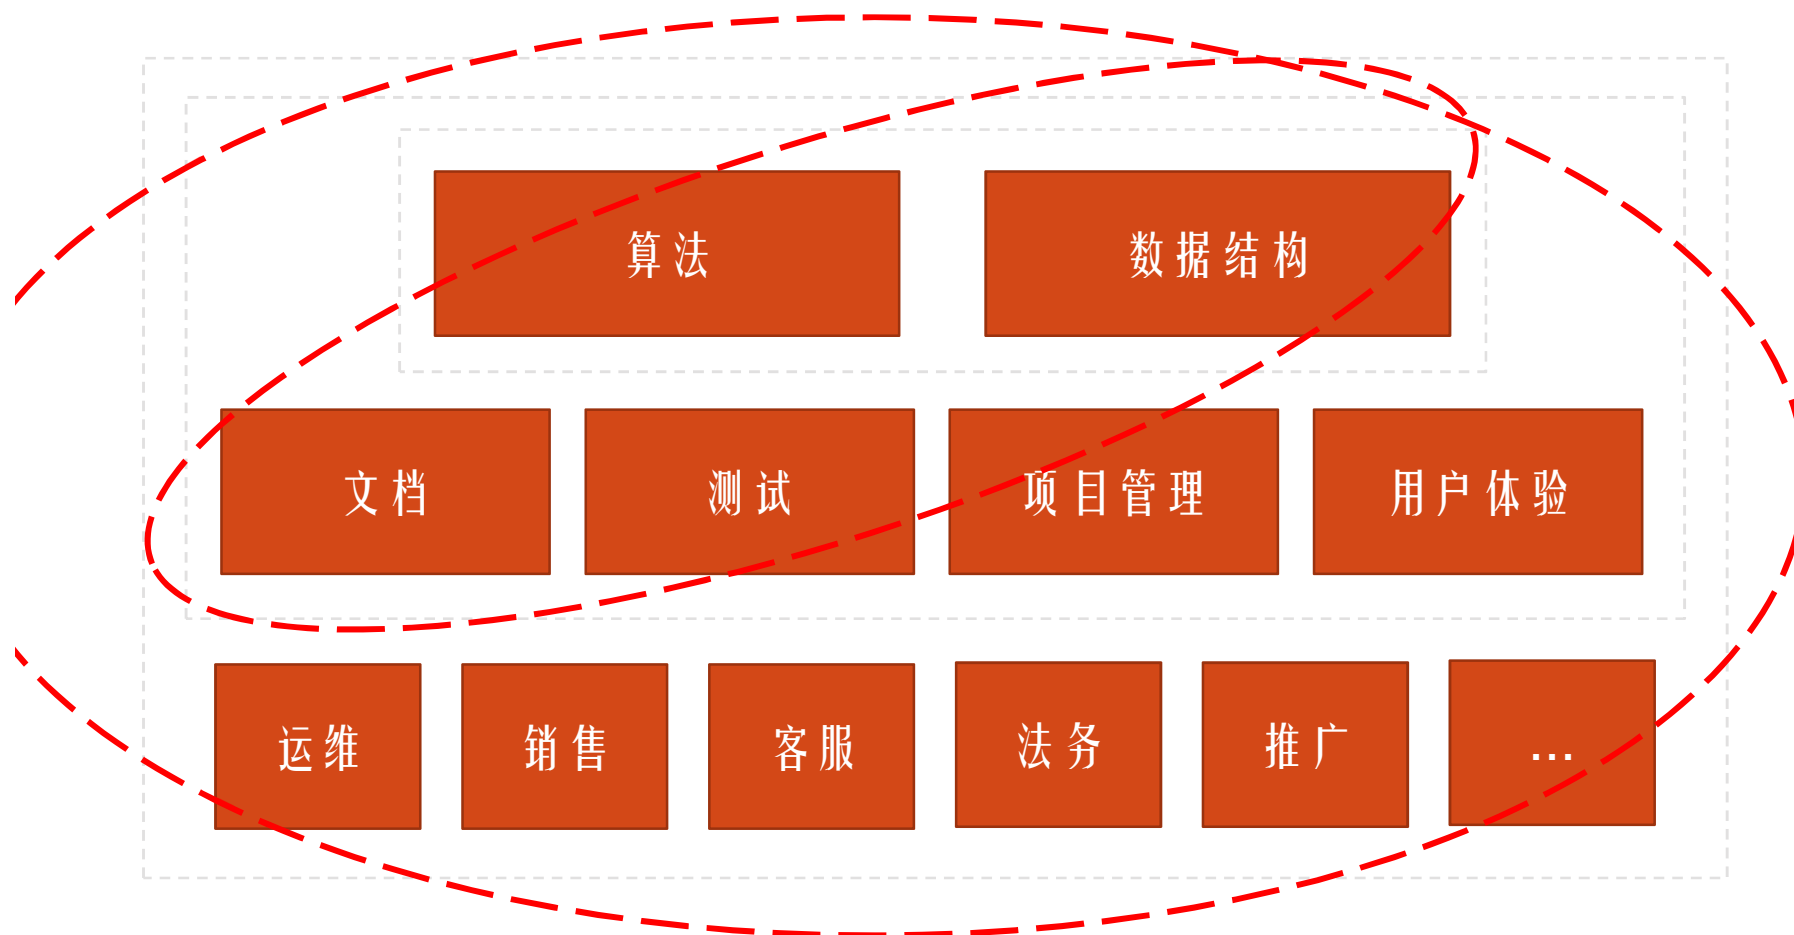 算法
数据结构
文档
测试
项目管理
用户体验
运维
销售
客服
法务
推广
...